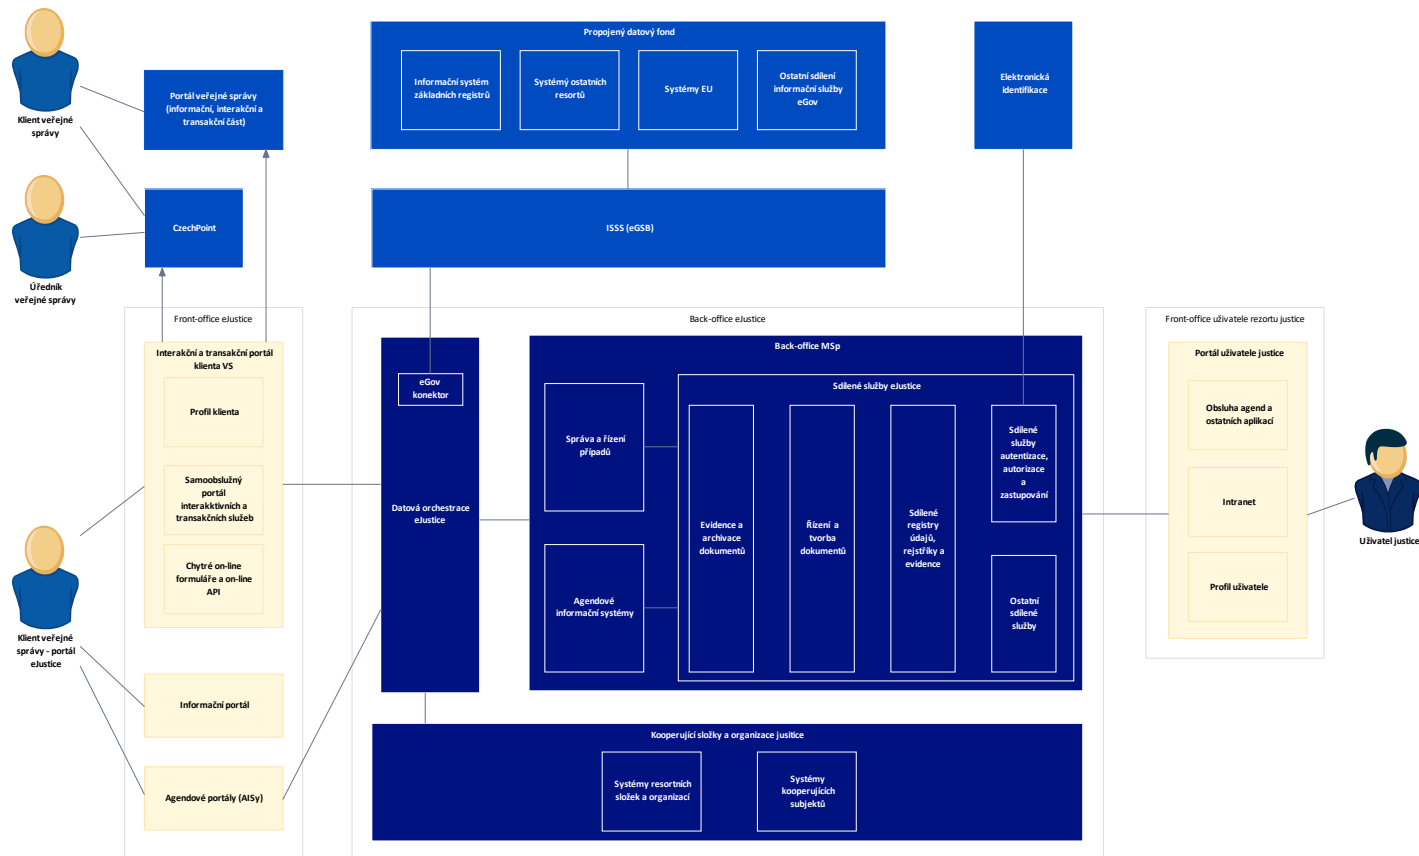 Klient veřejné
správy
Úředník
veřejné správy
Portál veřejné správy
(informační, interakční a
transakční část)
CzechPoint
Propojený datový fond
Informační systém
základních registrů
Systémý ostatních
resortů
Systémy EU
Ostatní sdílení
informační služby
eGov
Elektronická
identifikace
ISSS (eGSB)
Front-office eJustice
Interakční a transakční portál
klienta VS
Profil klienta
Samoobslužný
portál
interakktivních a
transakčních služeb
Chytré on-line
formuláře a on-line
API
Informační portál
Agendové portály (AISy)
Klient veřejné
správy - portál
eJustice
Back-office eJustice
eGov
konektor
Datová orchestrace
eJustice
Back-office MSp
Správa a řízení
případů
Agendové
informační systémy
Sdílené služby eJustice
Evidence a
archivace
dokumentů
Řízení a
tvorba
dokumentů
Sdílené
registry
údajů,
rejstříky a
evidence
Sdílené
služby
autentizace,
autorizace
a
zastupování
Ostatní
sdílené
služby
Kooperující složky a organizace jusitice
Systémy resortních
složek a organizací
Systémy
kooperujících
subjektů
Front-office uživatele rezortu justice
Portál uživatele justice
Obsluha agend a
ostatních aplikací
Intranet
Profil uživatele
Uživatel justice